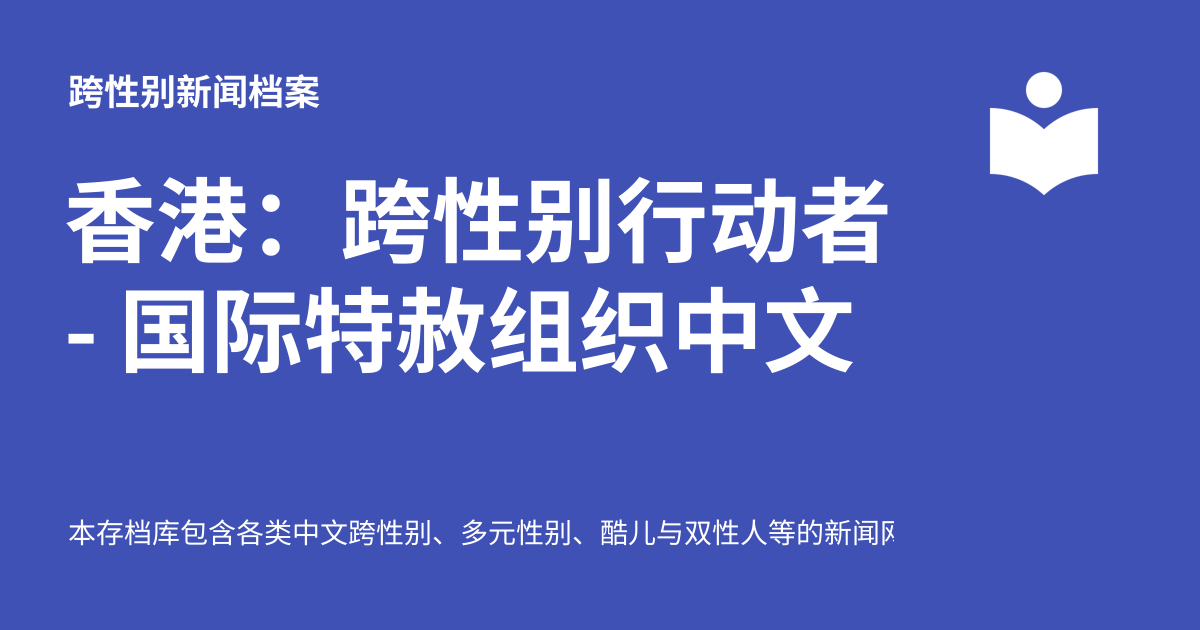 跨性别新闻档案
香港：跨性别行动者
- 国际特赦组织中文
本存档库包含各类中文跨性别、多元性别、酷儿与双性人等的新闻网